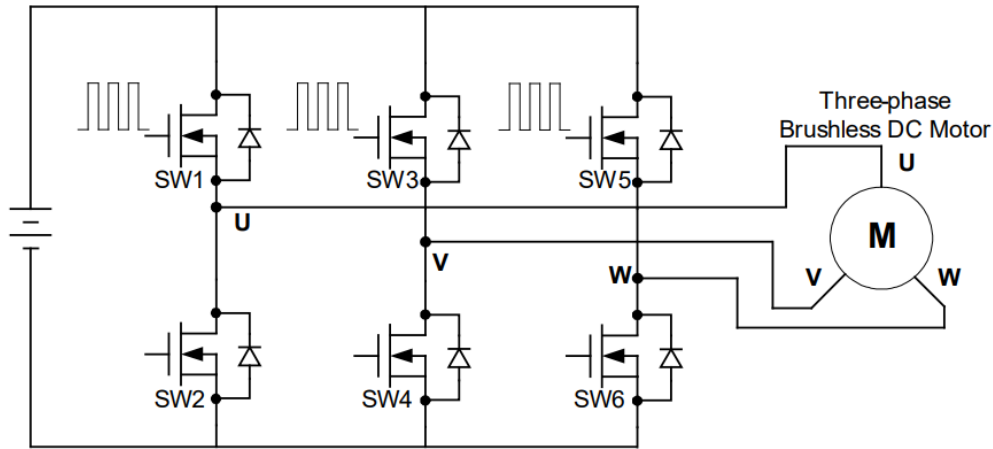 Three-phase
Brushless DC Motor
SW1
SW3
SW5
U
U
M
V
V
W
W
SW2
SW4
SW6